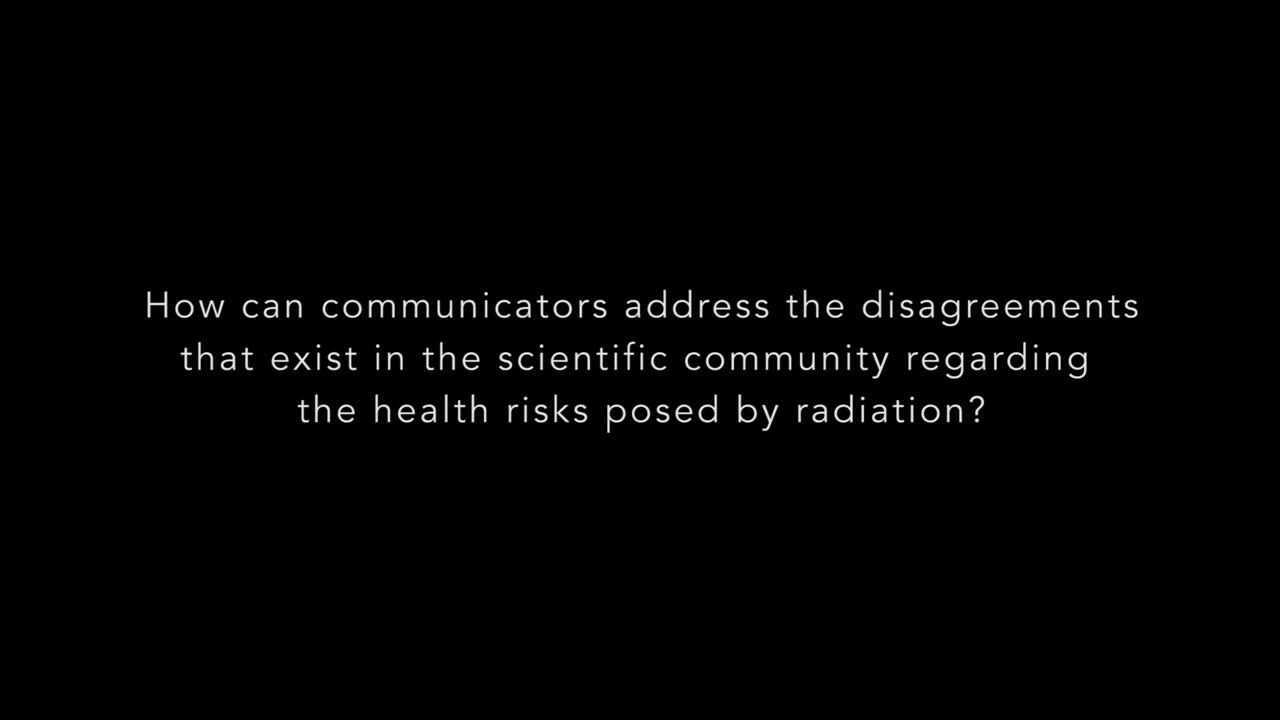 How can communicators address the disagreements
that exist in the scientific community regarding
the health risks posed by radiation?